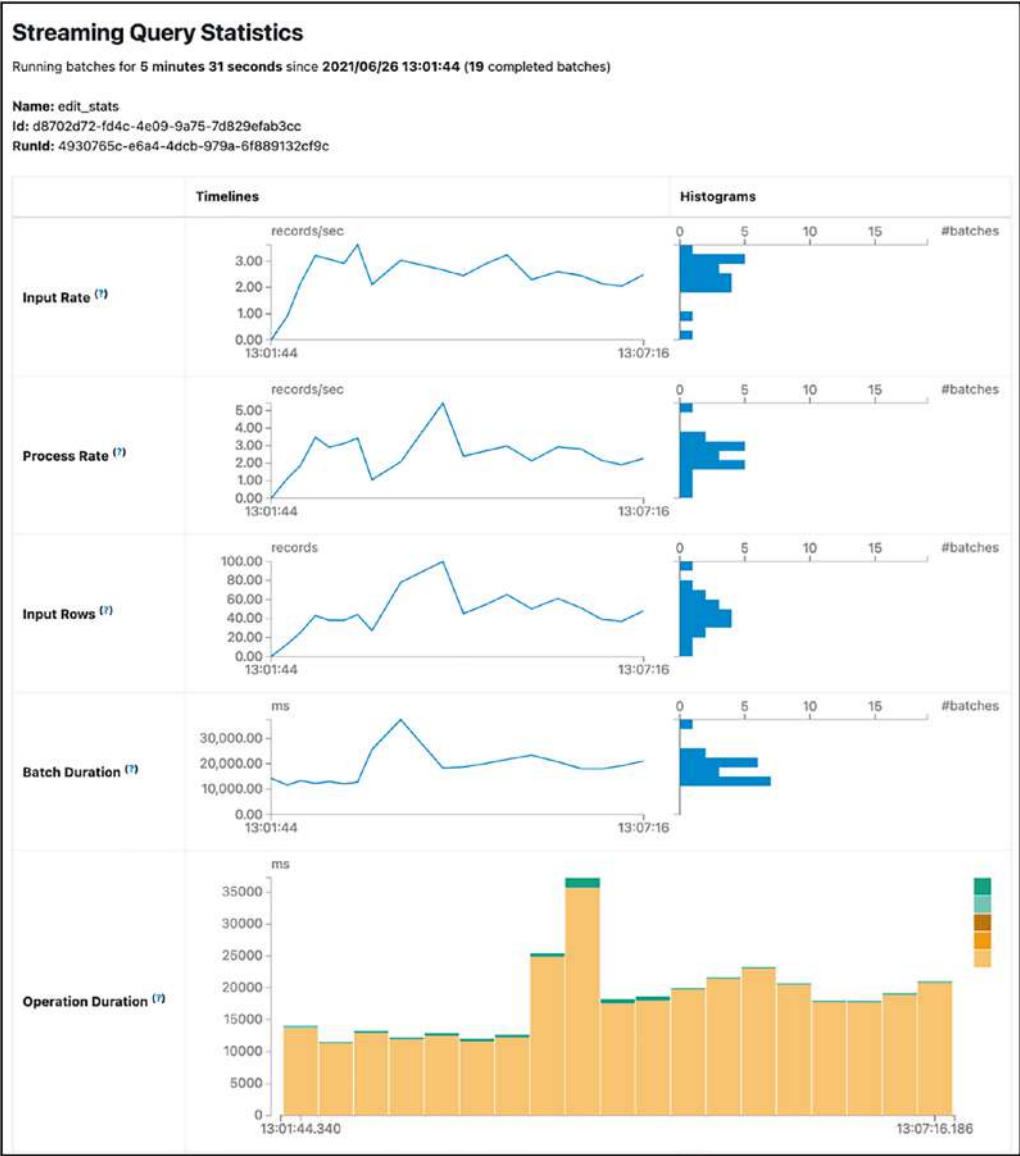 Streaming Query Statistics
Running batches for 5 minutes 31 seconds since 2021/06/26 13:01:44 (19 completed batches)
Name: edit_stats
Id: d8702d72-fd4c-4e09-9a75-7d829efab3cc
RunId: 4930765c-e6a4-4dcb-979a-6f889132cf9c
Timelines Histograms
Input Rate (?)
records/sec
3.00
2.00
1.00
0.00
13:01:44 13:07:16
0 5 10 15 #batches
Process Rate (?)
records/sec
5.00
4.00
3.00
2.00
1.00
0.00
13:01:44 13:07:16
0 5 10 15 #batches
Input Rows (?)
records
100.00
80.00
60.00
40.00
20.00
0.00
13:01:44 13:07:16
0 5 10 15 #batches
Batch Duration (?)
ms
30,000.00
20,000.00
10,000.00
0.00
13:01:44 13:07:16
0 5 10 15 #batches
Operation Duration (?)
ms
35000
30000
25000
20000
15000
10000
5000
0
13:01:44.340 13:07:16.186